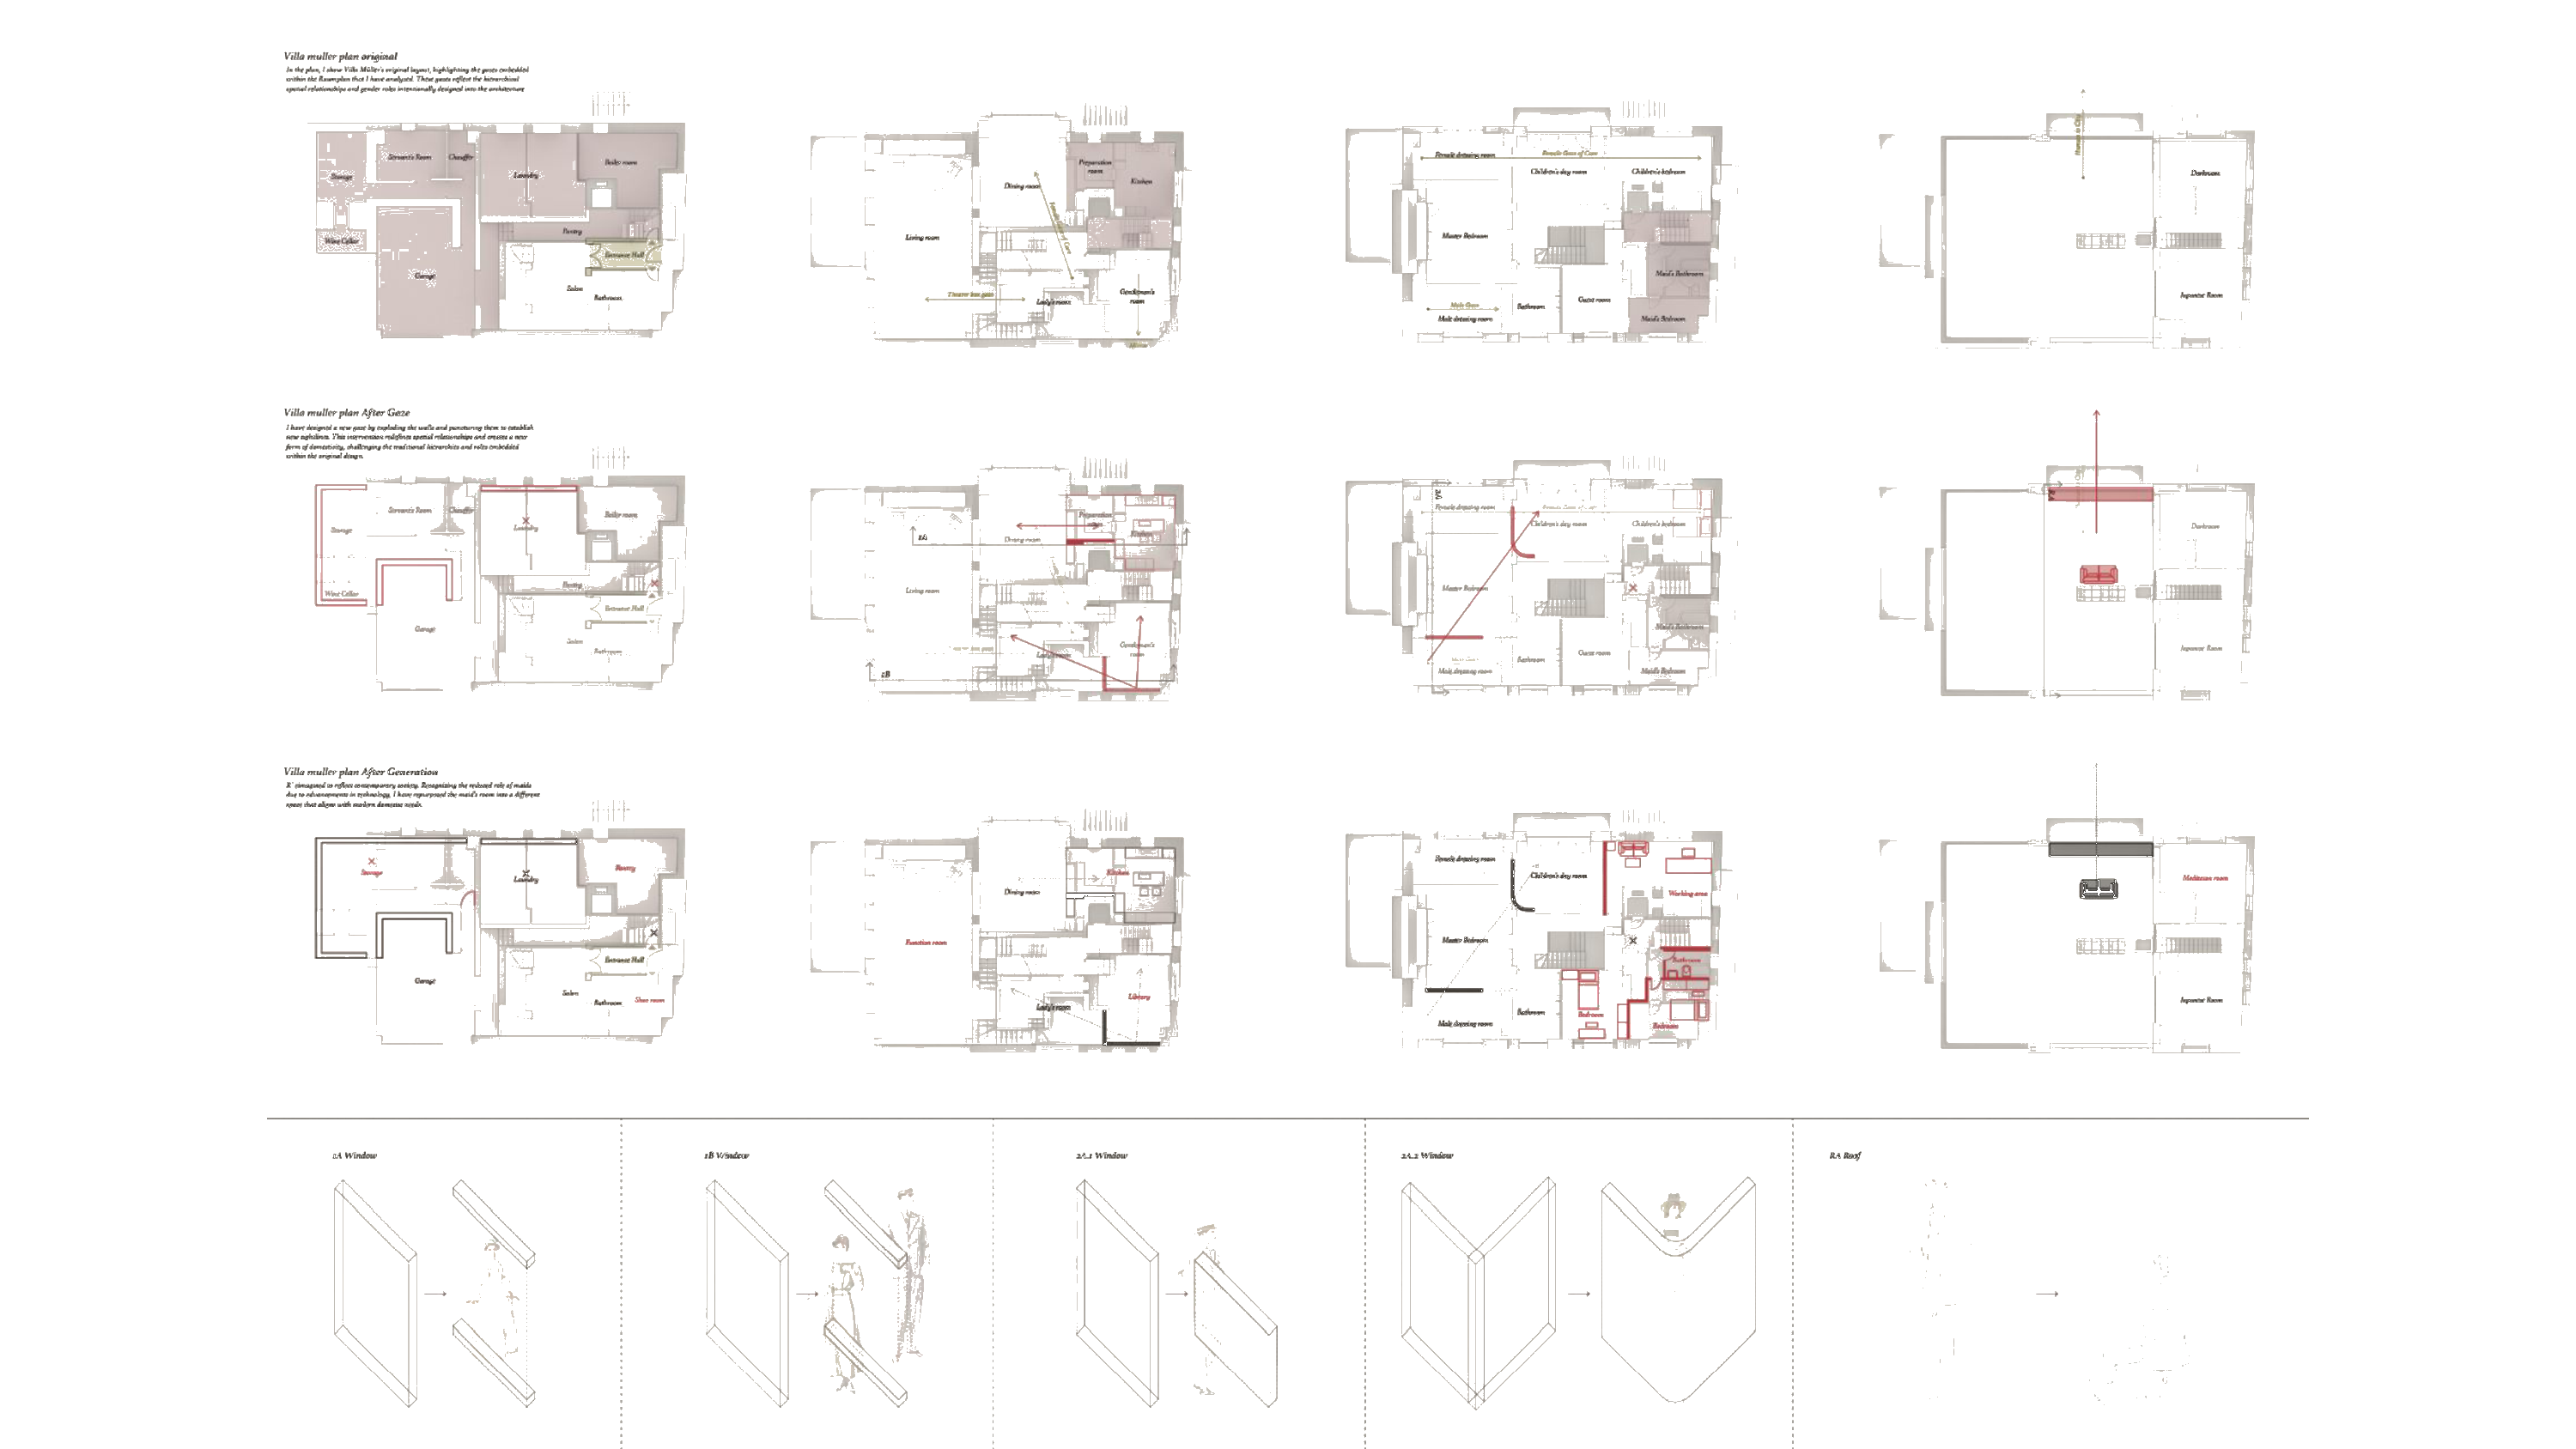 Villa muller plan original
In the plan, I show Villa Müller's original layout, highlighting the gazes embedded
within the Raumplan that I have analyzed. These gazes reflect the hierarchical
spatial relationships and gender roles intentionally designed into the architecture
Storage
Servant's Room
Chauffer
Laundry
Boiler room
Wine Cellar
Pantry
Entrance Hall
Garage
Salon
Bathroom
Living room
Dining room
Preparation
room
Kitchen
Theater box gaze
Lady's room
Gentlemen's
room
Female dressing room
Female Gaze of Care
Children's day room
Children's bedroom
Master Bedroom
Maid's Bathroom
Male Gaze
Male dressing room
Bathroom
Guest room
Maid's Bedroom
Human to City
Darkroom
Inpentor Room
Villa muller plan After Gaze
I have designed a new gaze by exploding the walls and puncturing them to establish
new sightlines. This intervention redefines spatial relationships and creates a new
form of domesticity, challenging the traditional hierarchies and roles embedded
within the original design.
Storage
Servant's Room
Chauffer
Laundry
Boiler room
Wine Cellar
Pantry
Entrance Hall
Garage
Salon
Bathroom
1A
Living room
Dining room
Preparation
room
Kitchen
Lady's room
Gentlemen's
room
1B
2A
Female dressing room
Children's day room
Children's bedroom
Master Bedroom
Maid's Bathroom
Male dressing room
Bathroom
Guest room
Maid's Bedroom
Darkroom
Inpentor Room
Villa muller plan After Generation
R' eimagined to reflect contemporary society. Recognizing the reduced role of maids
due to advancements in technology, I have repurposed the maid's room into a different
space that aligns with modern domestic needs.
Storage
Laundry
Pantry
Entrance Hall
Garage
Salon
Bathroom
Shoe room
Function room
Dining room
Kitchen
Lady's room
Library
Female dressing room
Children's day room
Working area
Master Bedroom
Bathroom
Male dressing room
Bathroom
Bedroom
Bedroom
Meditation room
Inpentor Room
1A Window
1B Window
2A.1 Window
2A.2 Window
RA Roof